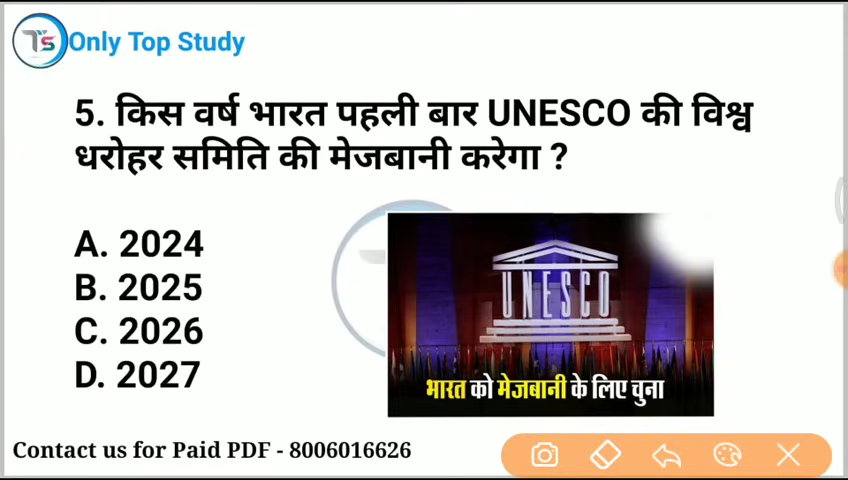 TS Only Top Study
5. किस वर्ष भारत पहली बार UNESCO की विश्व
धरोहर समिति की मेजबानी करेगा ?
A. 2024
B. 2025
C. 2026
D. 2027
UNESCO
भारत को मेजबानी के लिए चुना
Contact us for Paid PDF - 8006016626